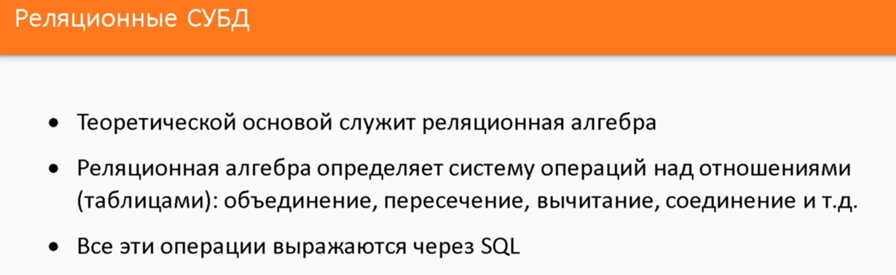 Реляционные СУБД
• Теоретической основой служит реляционная алгебра
• Реляционная алгебра определяет систему операций над отношениями
(таблицами): объединение, пересечение, вычитание, соединение и т.д.
• Все эти операции выражаются через SQL